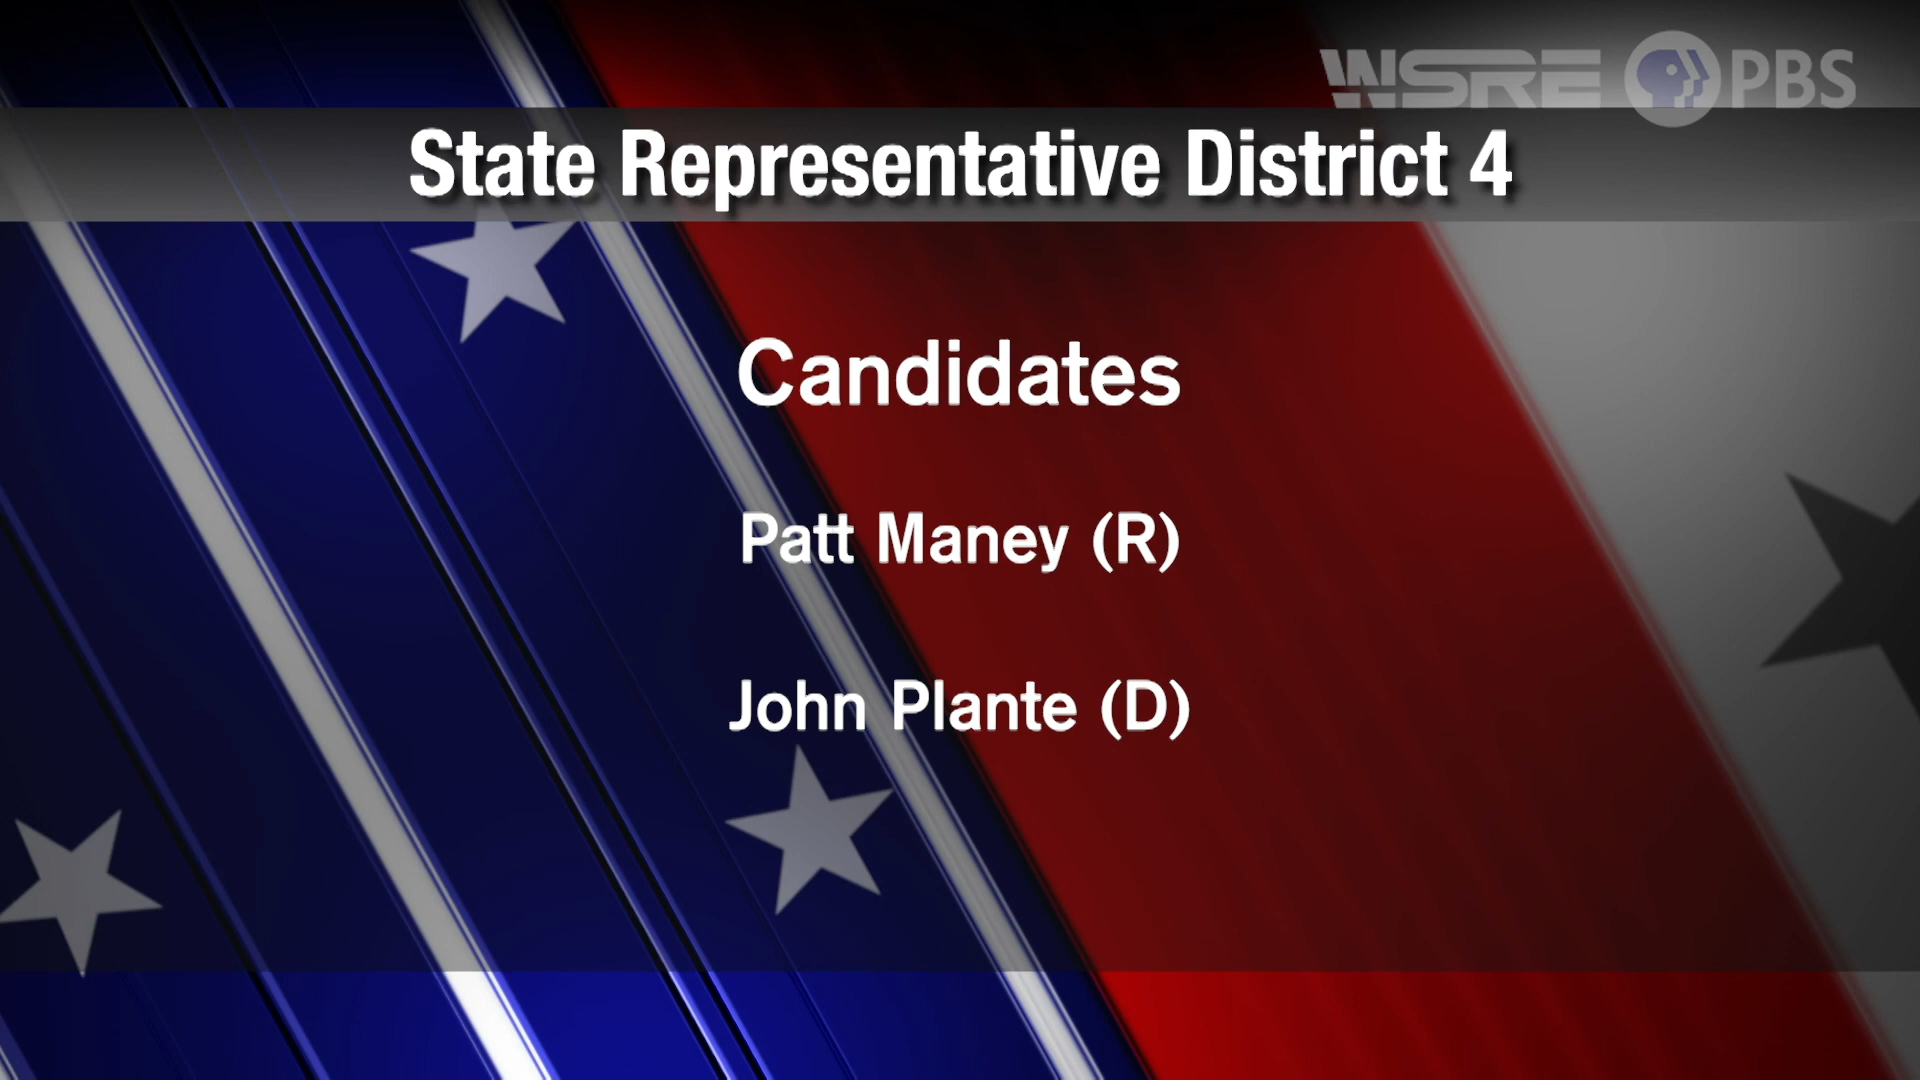 WSRE PBS
State Representative District 4
Candidates
Patt Maney (R)
John Plante (D)